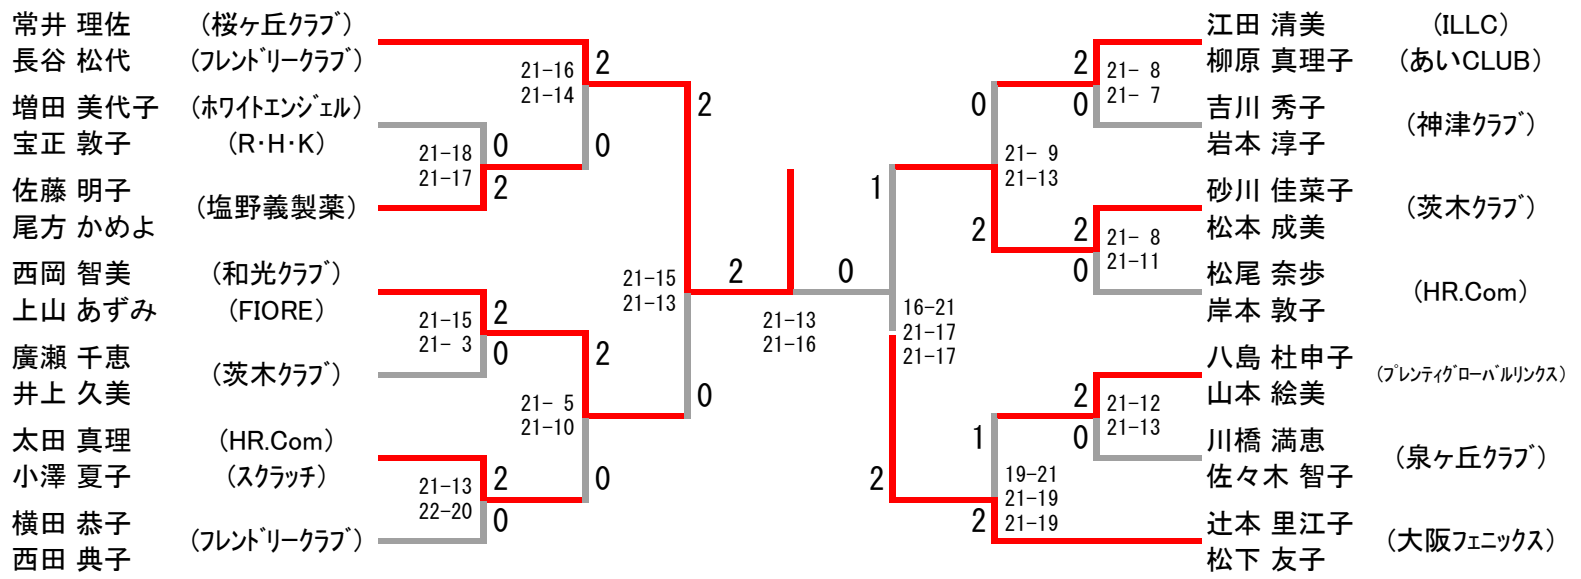 常井 理佐 (桜ヶ丘ｸﾗﾌﾞ)
長谷 松代 (ﾌﾚﾝﾄﾞﾘｰｸﾗﾌﾞ)
増田 美代子 (ﾎﾜｲﾄｴﾝｼﾞｪﾙ)
宝正 敦子 (R･H･K)
佐藤 明子
尾方 かめよ
(塩野義製薬)
西岡 智美 (和光ｸﾗﾌﾞ)
上山 あずみ (FIORE)
廣瀬 千恵
井上 久美
(茨木ｸﾗﾌﾞ)
太田 真理 (HR.Com)
小澤 夏子 (ｽｸﾗｯﾁ)
横田 恭子
西田 典子
(ﾌﾚﾝﾄﾞﾘｰｸﾗﾌﾞ)
21-18
21-17
0
2
21-15
21- 3
2
0
21-13
22-20
2
0
21-16
21-14
2
0
21- 5
21-10
2
0
21-15
21-13
2
0
2
0
21-13
21-16
1
16-21
21-17
21-17
2
0
21- 9
21-13
2
1
19-21
21-19
21-19
2
2
21- 8
21- 7
0
2
21- 8
21-11
0
2
21-12
21-13
0
江田 清美 (ILLC)
柳原 真理子 (あいCLUB)
吉川 秀子
岩本 淳子
(神津ｸﾗﾌﾞ)
砂川 佳菜子
松本 成美
(茨木ｸﾗﾌﾞ)
松尾 奈歩
岸本 敦子
(HR.Com)
八島 杜申子
山本 絵美
(ﾌﾟﾚﾝﾃｨｸﾞﾛｰﾊﾞﾙﾘﾝｸｽ)
川橋 満恵
佐々木 智子
(泉ヶ丘ｸﾗﾌﾞ)
辻本 里江子
松下 友子
(大阪ﾌｪﾆｯｸｽ)